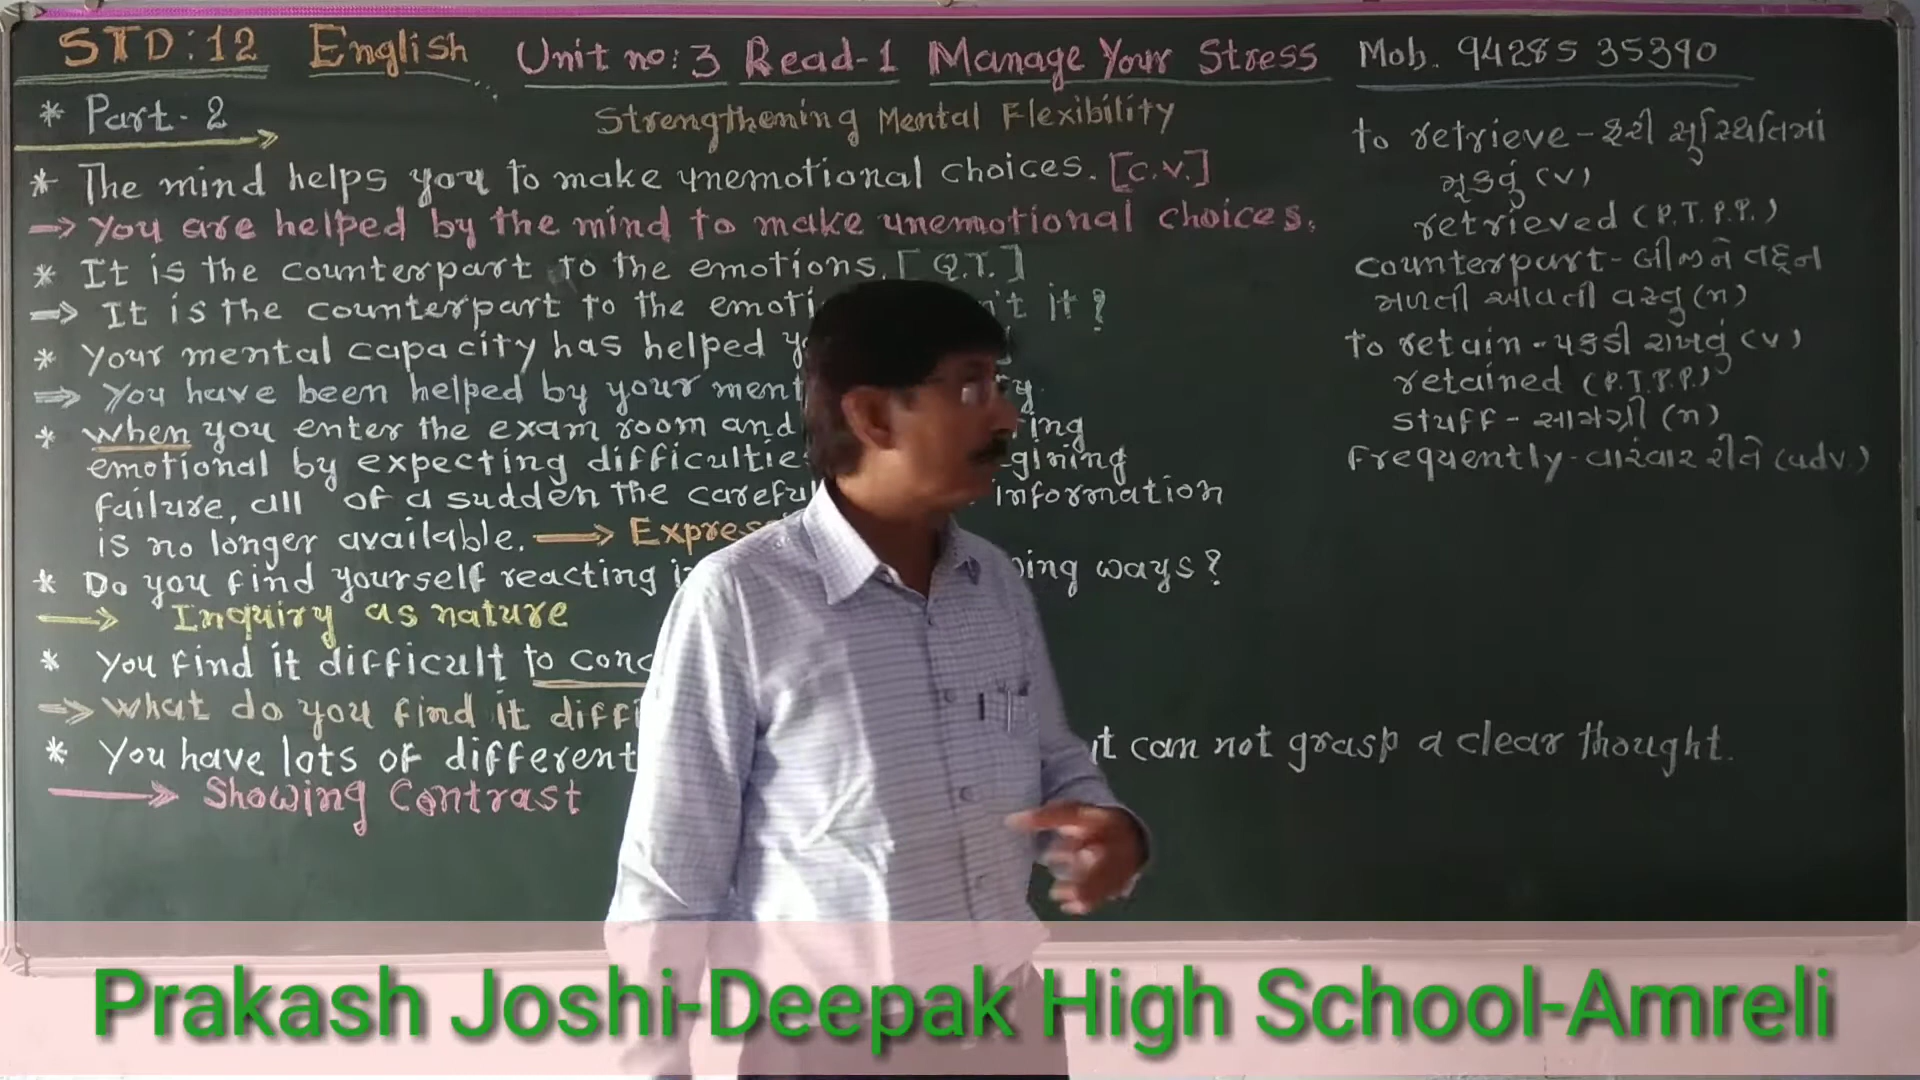 STD:12 English Unit no:3 Read-1 Manage Your Stress Mob. 94285 35390
* Part-2
Strengthening Mental Flexibility
* The mind helps you to make unemotional choices. [C.V.]
→ You are helped by the mind to make unemotional choices.
* It is the counterpart to the emotions. [Q.T.]
⇒ It is the counterpart to the emoti 't it?
* Your mental capacity has helped
⇒ You have been helped by your ment
* When you enter the exam room and ring
emotional by expecting difficultie gining
failure, all of a sudden the careful information
is no longer available. → Expres
* Do you find yourself reacting ping ways?
→ Inquiry as nature
* You find it difficult to conc
⇒ What do you find it diffi
* You have lots of different t can not grasp a clear thought.
→ Showing Contrast
to retrieve - ફરી સુસ્થિતિમાં
મૂકવું (v)
retrieved (P.T.P.P.)
Counterpart - બીજાને તદ્દન
મળતી આવતી વસ્તુ (n)
to retain - પકડી રાખવું (v)
retained (P.T.P.P.)
stuff - સામગ્રી (n)
Frequently - વારંવાર રીતે (adv.)
Prakash Joshi-Deepak High School-Amreli